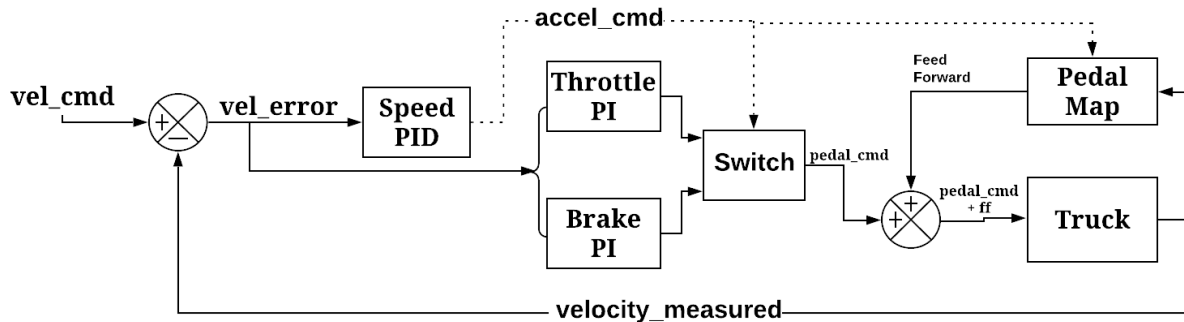 accel_cmd
vel_cmd
+
−
vel_error
Speed
PID
Throttle
PI
Brake
PI
Switch
pedal_cmd
Feed
Forward
Pedal
Map
+
+
pedal_cmd
+ ff
Truck
velocity_measured